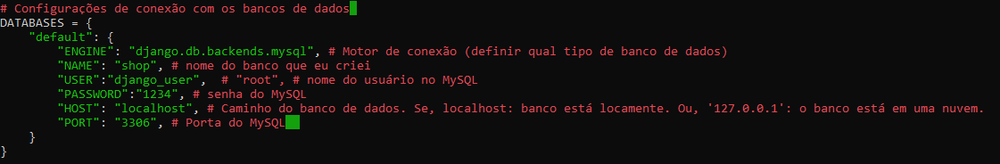 # Configurações de conexão com os bancos de dados
DATABASES = {
    "default": {
        "ENGINE": "django.db.backends.mysql", # Motor de conexão (definir qual tipo de banco de dados)
        "NAME": "shop", # nome do banco que eu criei
        "USER":"django_user",  # "root", # nome do usuário no MySQL
        "PASSWORD":"1234", # senha do MySQL
        "HOST": "localhost", # Caminho do banco de dados. Se, localhost: banco está locamente. Ou, '127.0.0.1': o banco está em uma nuvem.
        "PORT": "3306", # Porta do MySQL
    }
}